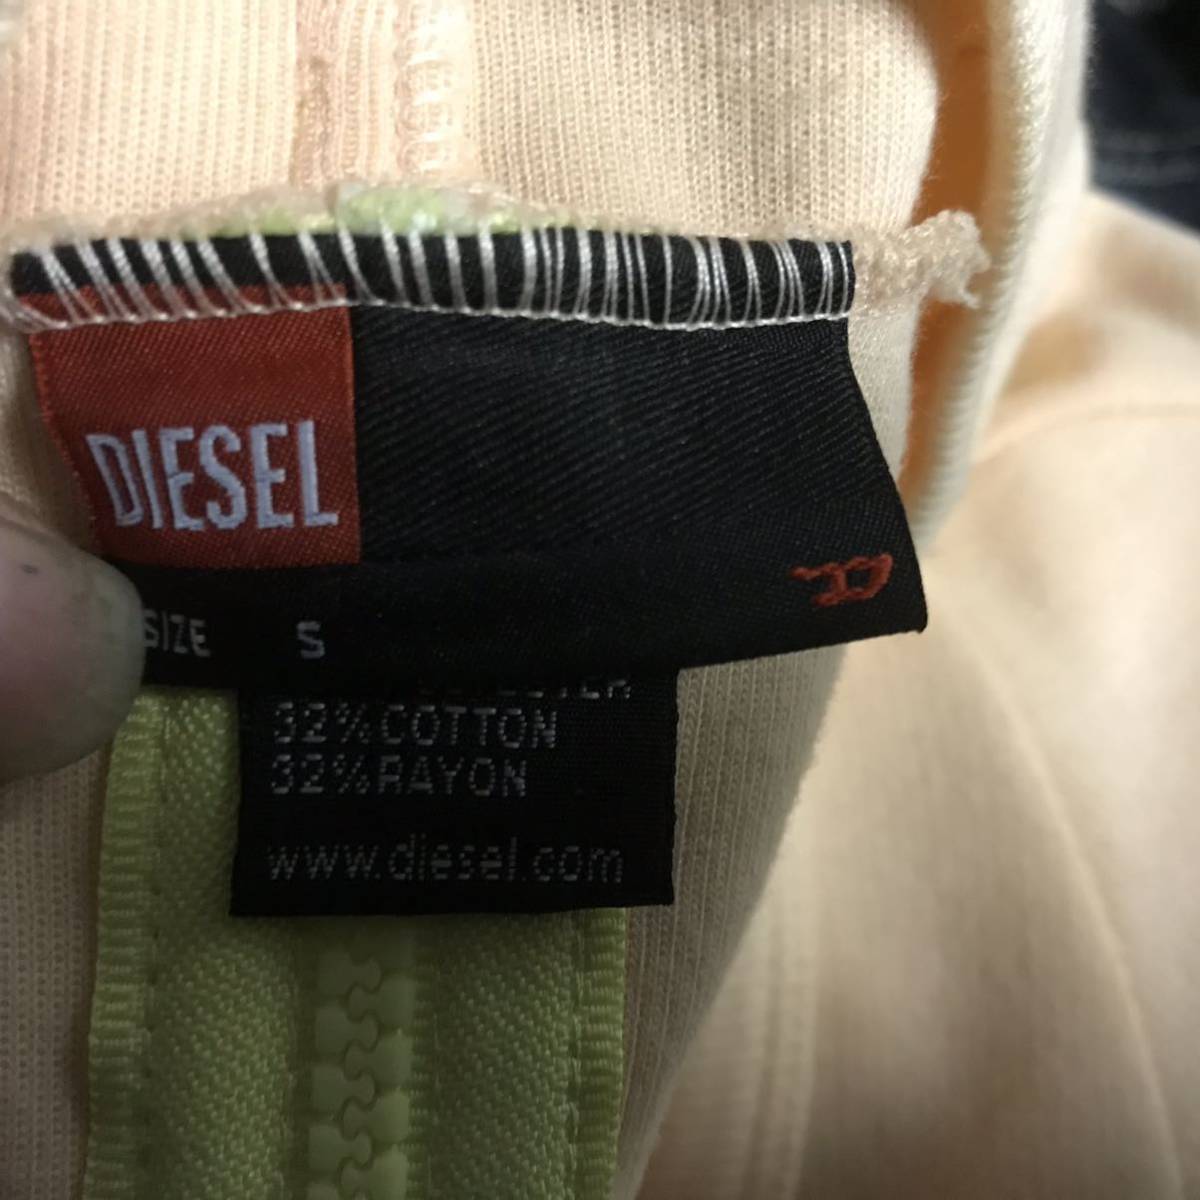 DIESEL
SIZE S
32%COTTON
32%RAYON
www.diesel.com